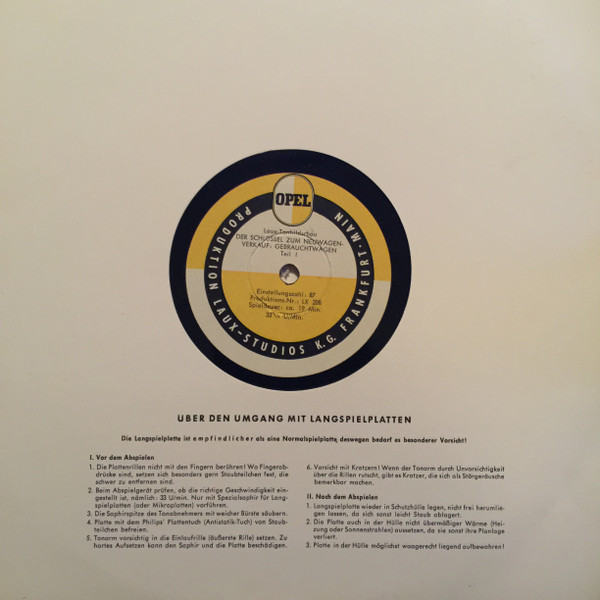 OPEL
Laux-Tonbildschau
DER SCHLÜSSEL ZUM NEUWAGEN-
VERKAUF: GEBRAUCHTWAGEN
Teil I
Einstellungszahl: 87
Produktions-Nr.: LX 208
Spieldauer: ca. 19 Min.
33 ⅓ U/Min.
PRODUKTION LAUX-STUDIOS K.G. FRANKFURT-MAIN
ÜBER DEN UMGANG MIT LANGSPIELPLATTEN
Die Langspielplatte ist empfindlicher als eine Normalspielplatte, deswegen bedarf es besonderer Vorsicht!
I. Vor dem Abspielen
1. Die Plattenrillen nicht mit den Fingern berühren! Wo Fingerab-
drücke sind, setzen sich besonders gern Staubteilchen fest, die
schwer zu entfernen sind.
2. Beim Abspielgerät prüfen, ob die richtige Geschwindigkeit ein-
gestellt ist, nämlich: 33 U/min. Nur mit Spezialsaphir für Lang-
spielplatten (oder Mikroplatten) vorführen.
3. Die Saphirspitze des Tonabnehmers mit weicher Bürste säubern.
4. Platte mit dem Philips' Plattentuch (Antistatik-Tuch) von Staub-
teilchen befreien.
5. Tonarm vorsichtig in die Einlaufrille (äußerste Rille) setzen. Zu
hartes Aufsetzen kann den Saphir und die Platte beschädigen.
6. Vorsicht mit Kratzern! Wenn der Tonarm durch Unvorsichtigkeit
über die Rillen rutscht, gibt es Kratzer, die sich als Störgeräusche
bemerkbar machen.
II. Nach dem Abspielen
1. Langspielplatte wieder in Schutzhülle legen, nicht frei herumlie-
gen lassen, da sich sonst leicht Staub ablagert.
2. Die Platte auch in der Hülle nicht übermäßiger Wärme (Hei-
zung oder Sonnenstrahlen) aussetzen, da sie sonst ihre Planlage
verliert.
3. Platte in der Hülle möglichst waagerecht liegend aufbewahren!